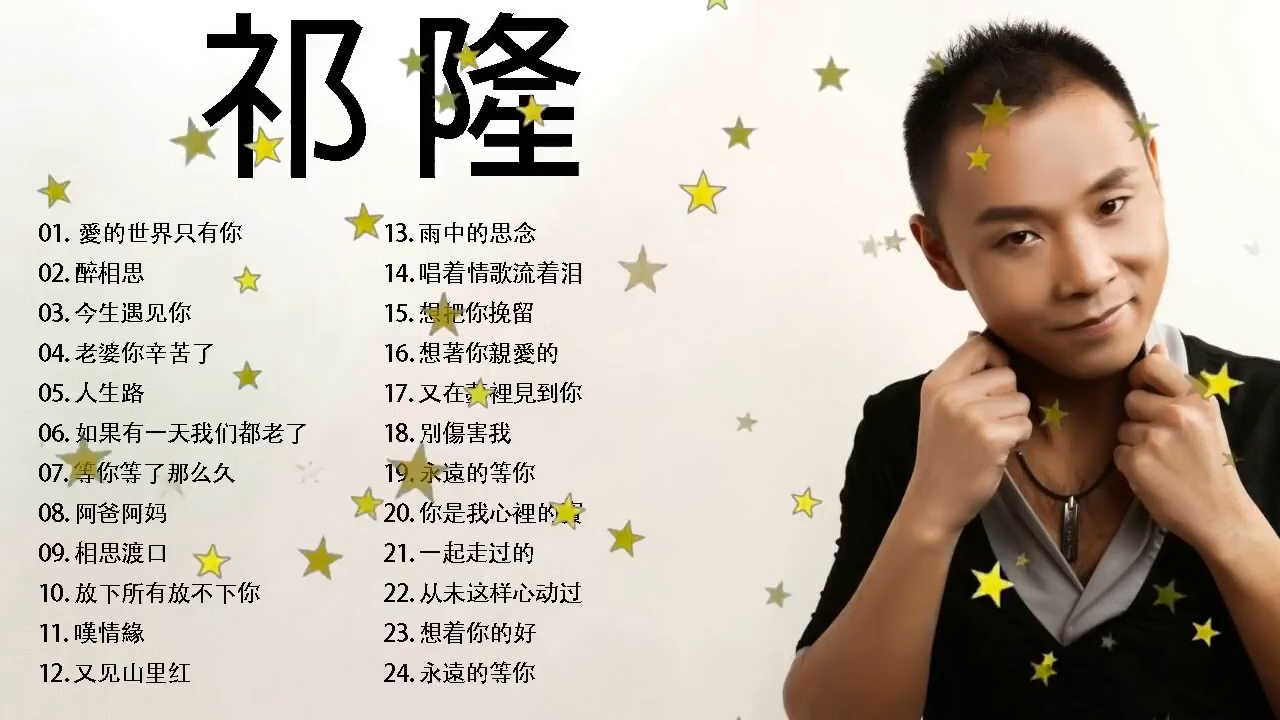 祁隆
01. 愛的世界只有你
02. 醉相思
03. 今生遇见你
04. 老婆你辛苦了
05. 人生路
06. 如果有一天我们都老了
07. 等你等了那么久
08. 阿爸阿妈
09. 相思渡口
10. 放下所有放不下你
11. 嘆情緣
12. 又见山里红
13. 雨中的思念
14. 唱着情歌流着泪
15. 想把你挽留
16. 想著你親愛的
17. 又在夢裡見到你
18. 別傷害我
19. 永遠的等你
20. 你是我心裡的寶
21. 一起走过的
22. 从未这样心动过
23. 想着你的好
24. 永遠的等你